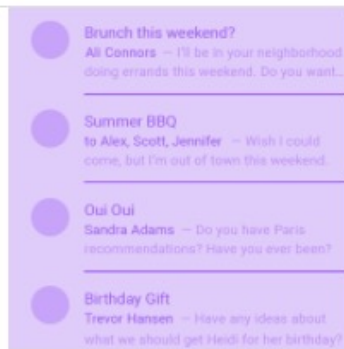 Brunch this weekend?
Ali Connors — I'll be in your neighborhood
doing errands this weekend. Do you want...
Summer BBQ
to Alex, Scott, Jennifer — Wish I could
come, but I'm out of town this weekend.
Oui Oui
Sandra Adams — Do you have Paris
recommendations? Have you ever been?
Birthday Gift
Trevor Hansen — Have any ideas about
what we should get Heidi for her birthday?